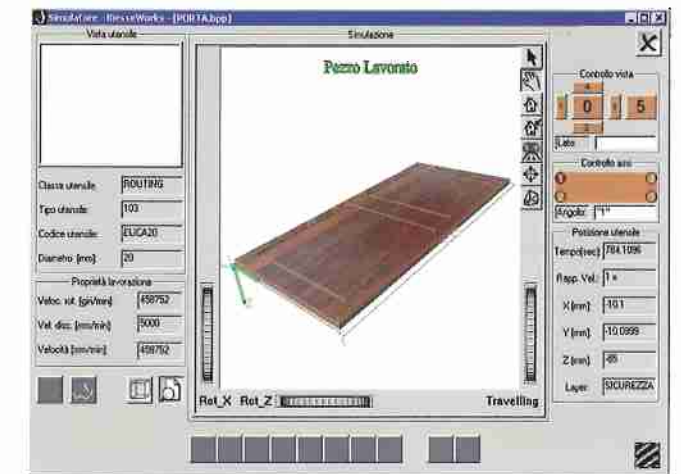 Simulatore - BiesseWorks - [PORTA.bpp]
Vista utensile
Classe utensile: ROUTING
Tipo utensile: 103
Codice utensile: EUCA20
Diametro [mm]: 20
Proprietà lavorazione
Veloc. rot. [giri/min]: 458752
Vel. disc. [mm/min]: 5000
Velocità [mm/min]: 458752
Simulazione
Pezzo Lavorato
Rot_X Rot_Z
Travelling
Controllo vista
0
5
Lato:
Controllo assi
Angolo: "1"
Posizione utensile
Tempo(sec) 784.1096
Rapp. Vel.: 1 x
X [mm]: -10.1
Y [mm]: -10.0999
Z [mm]: -85
Layer: SICUREZZA